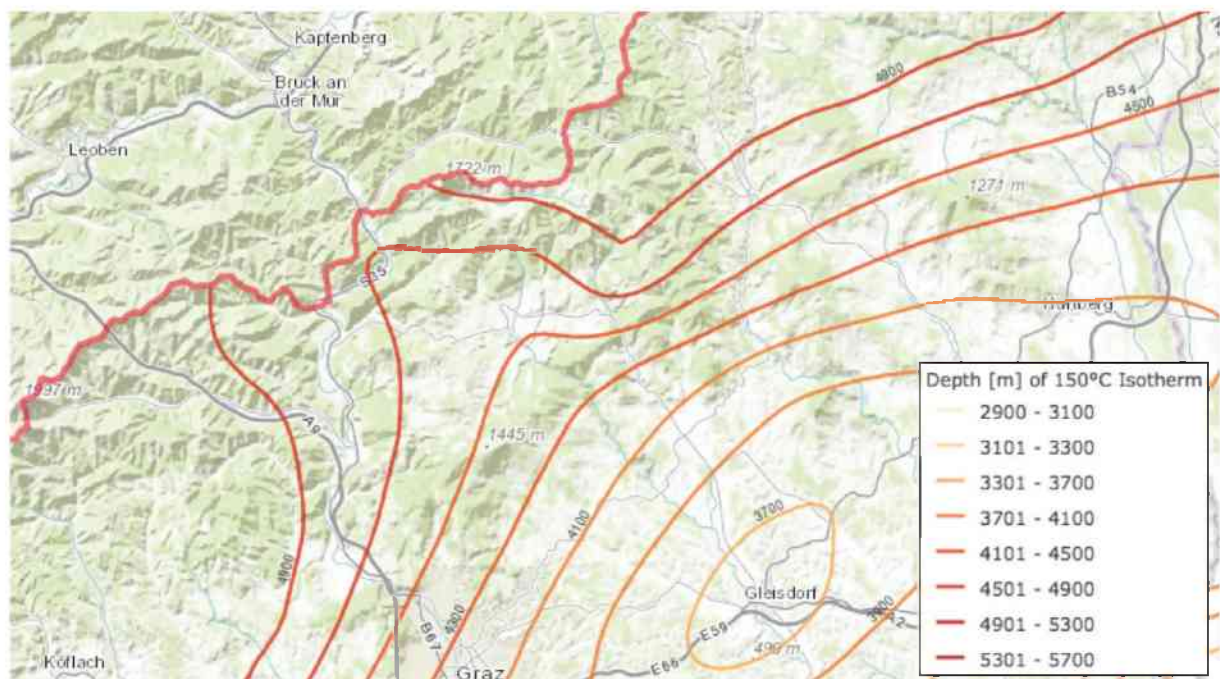 Kapfenberg
Bruck an
der Mur
Leoben
4900
B54
4500
1722 m
1271 m
S35
Hartberg
1997 m
A9
1445 m
4900
4100
4300
B67
Graz
Köflach
3700
Gleisdorf
E59
E66
490 m
3900
A2
Depth [m] of 150ºC Isotherm
2900 - 3100
3101 - 3300
3301 - 3700
3701 - 4100
4101 - 4500
4501 - 4900
4901 - 5300
5301 - 5700